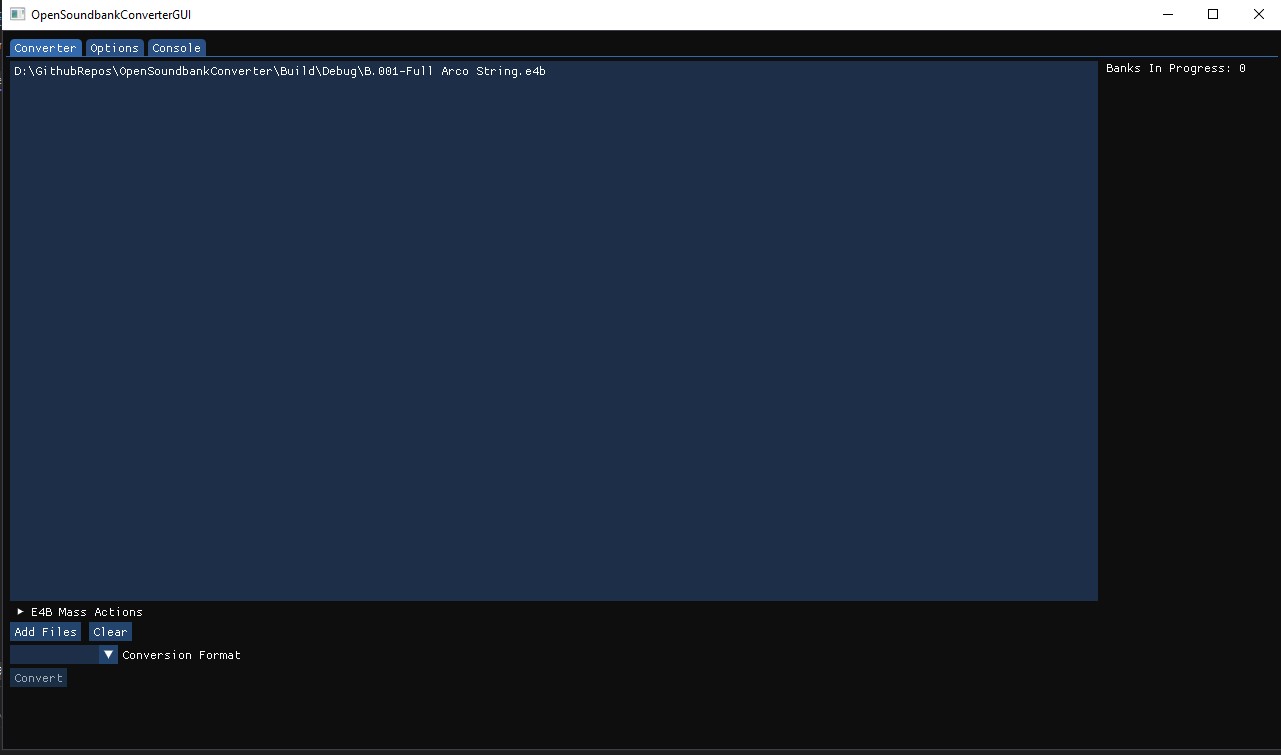 OpenSoundbankConverterGUI
Converter Options Console
D:\GithubRepos\OpenSoundbankConverter\Build\Debug\B.001-Full Arco String.e4b
Banks In Progress: 0
E4B Mass Actions
Add Files Clear
Conversion Format
Convert